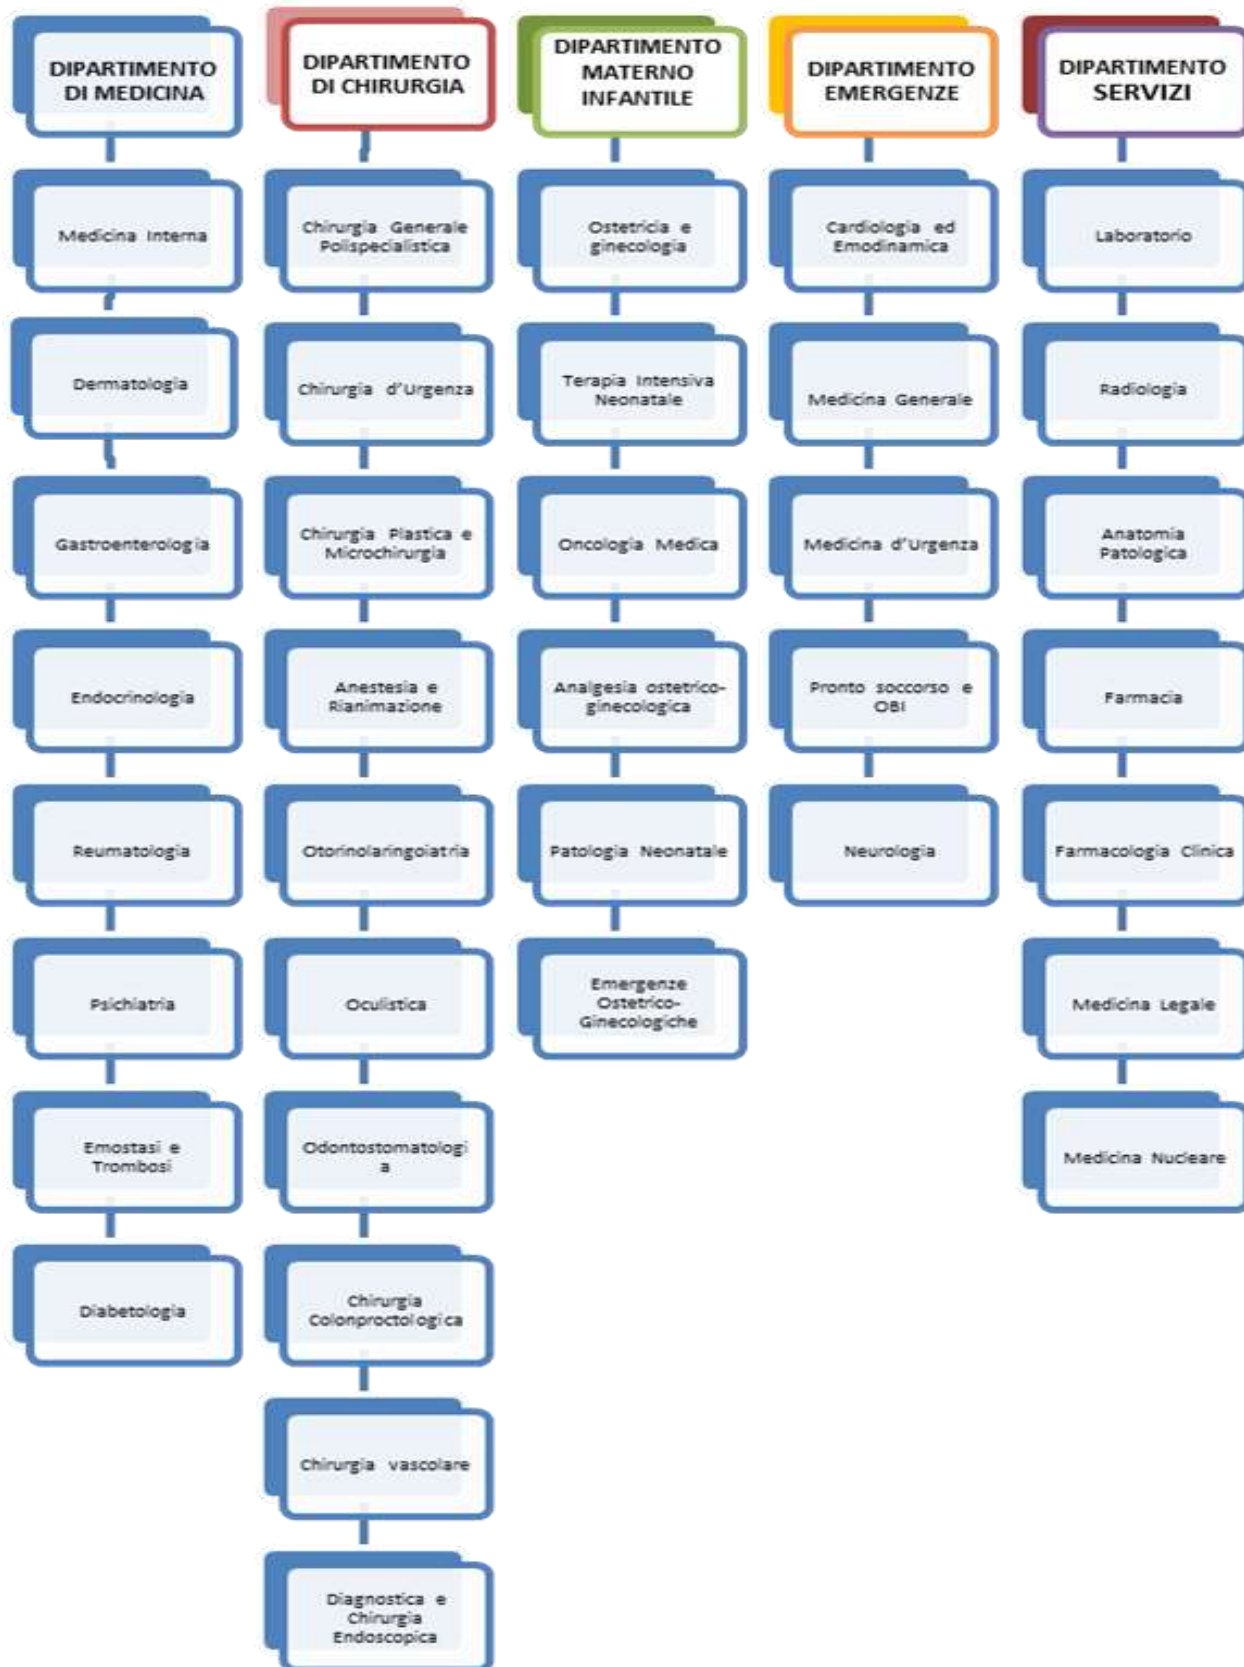 DIPARTIMENTO
DI MEDICINA
Medicina Interna
Dermatologia
Gastroenterologia
Endocrinologia
Reumatologia
Psichiatria
Emostasi e
Trombosi
Diabetologia
DIPARTIMENTO
DI CHIRURGIA
Chirurgia Generale
Polispecialistica
Chirurgia d'Urgenza
Chirurgia Plastica e
Microchirurgia
Anestesia e
Rianimazione
Otorinolaringoiatria
Oculistica
Odontostomatologi
a
Chirurgia
Colonproctologica
Chirurgia vascolare
Diagnostica e
Chirurgia
Endoscopica
DIPARTIMENTO
MATERNO
INFANTILE
Ostetricia e
ginecologia
Terapia Intensiva
Neonatale
Oncologia Medica
Analgesia ostetrico-
ginecologica
Patologia Neonatale
Emergenze
Ostetrico-
Ginecologiche
DIPARTIMENTO
EMERGENZE
Cardiologia ed
Emodinamica
Medicina Generale
Medicina d'Urgenza
Pronto soccorso e
OBI
Neurologia
DIPARTIMENTO
SERVIZI
Laboratorio
Radiologia
Anatomia
Patologica
Farmacia
Farmacologia Clinica
Medicina Legale
Medicina Nucleare